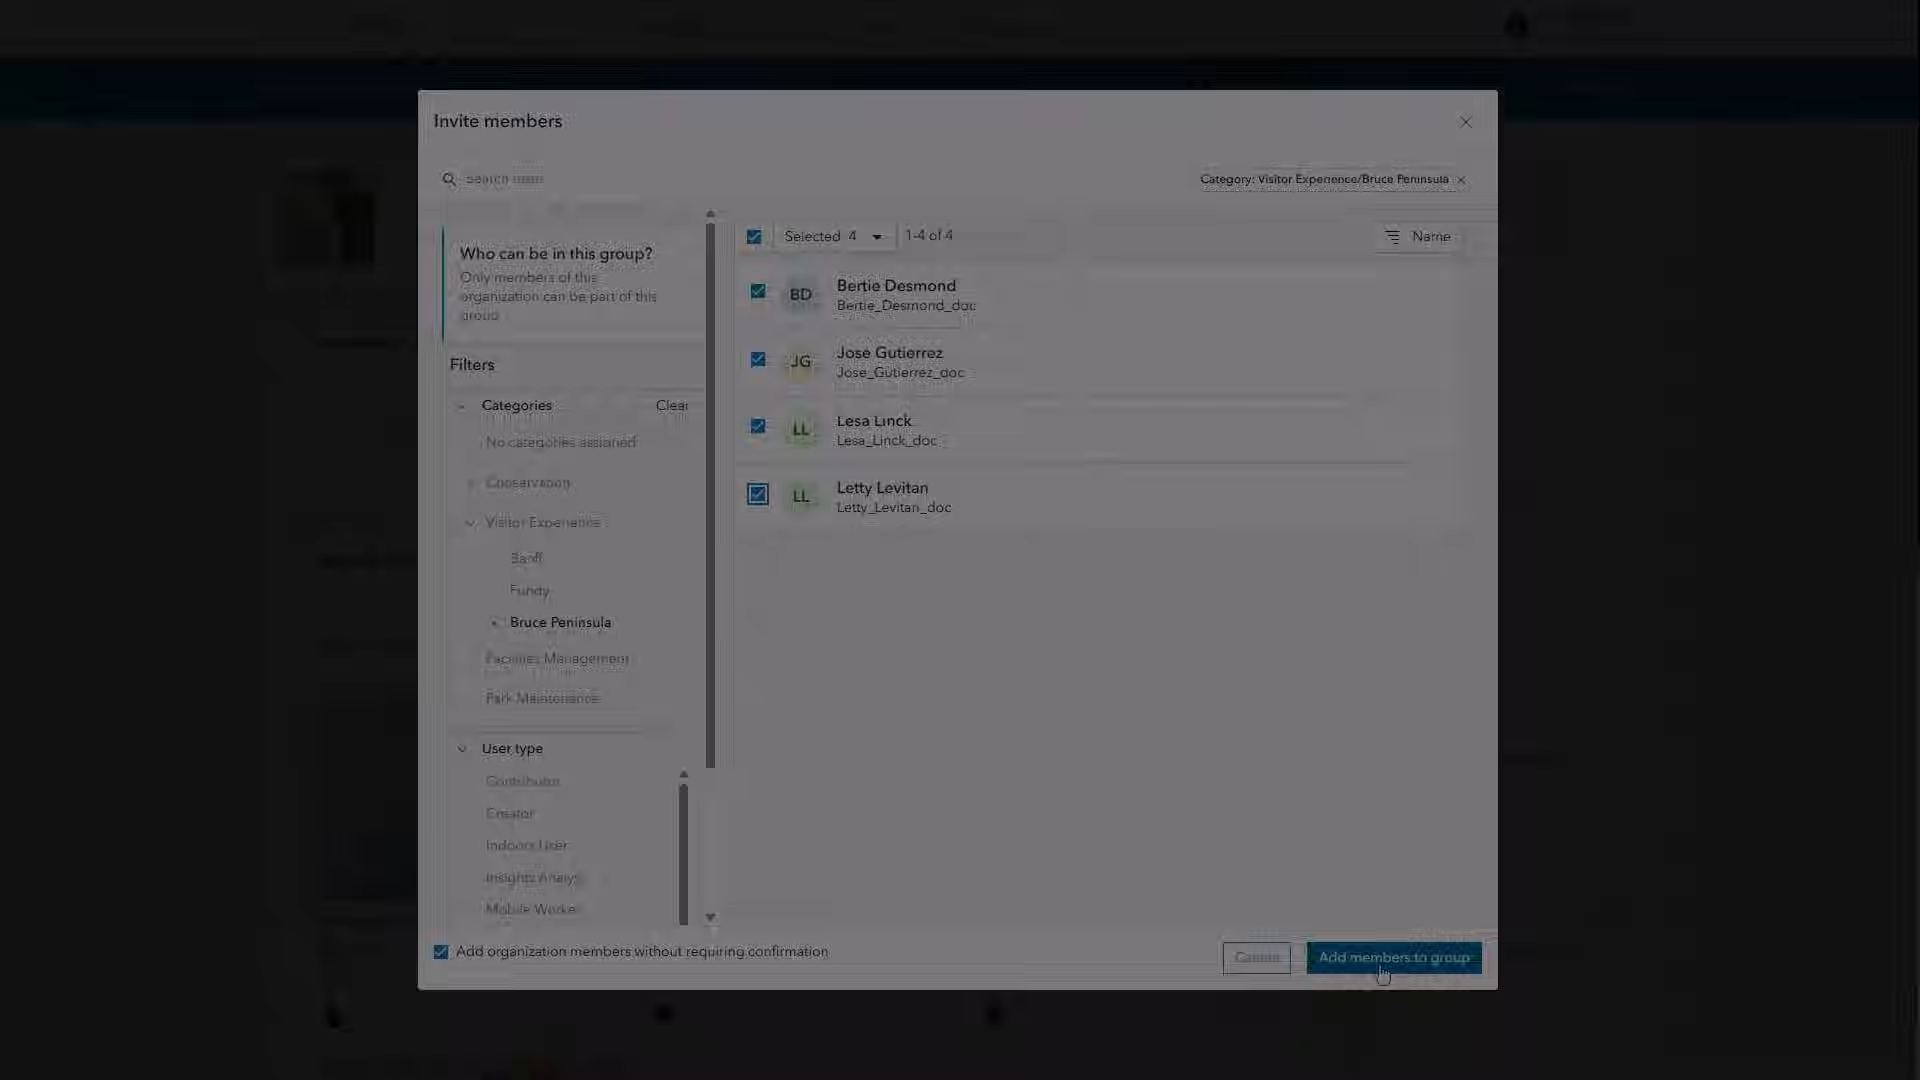 Invite members
Search
Category: Visitor Experience/Bruce Peninsula
Who can be in this group?
Only members of this
organization can be part of this
group
Selected 4
1-4 of 4
Name
Bertie Desmond
Bertie_Desmond_doc
Jose Gutierrez
Jose_Gutierrez_doc
Lesa Linck
Lesa_Linck_doc
Letty Levitan
Letty_Levitan_doc
Filters
Categories
Clear
No categories assigned
Conservation
Visitor Experience
Banff
Fundy
Bruce Peninsula
Facilities Management
Park Maintenance
User type
Contributor
Creator
Indoors User
Insights Analyst
Mobile Worker
Add organization members without requiring confirmation
Cancel
Add members to group